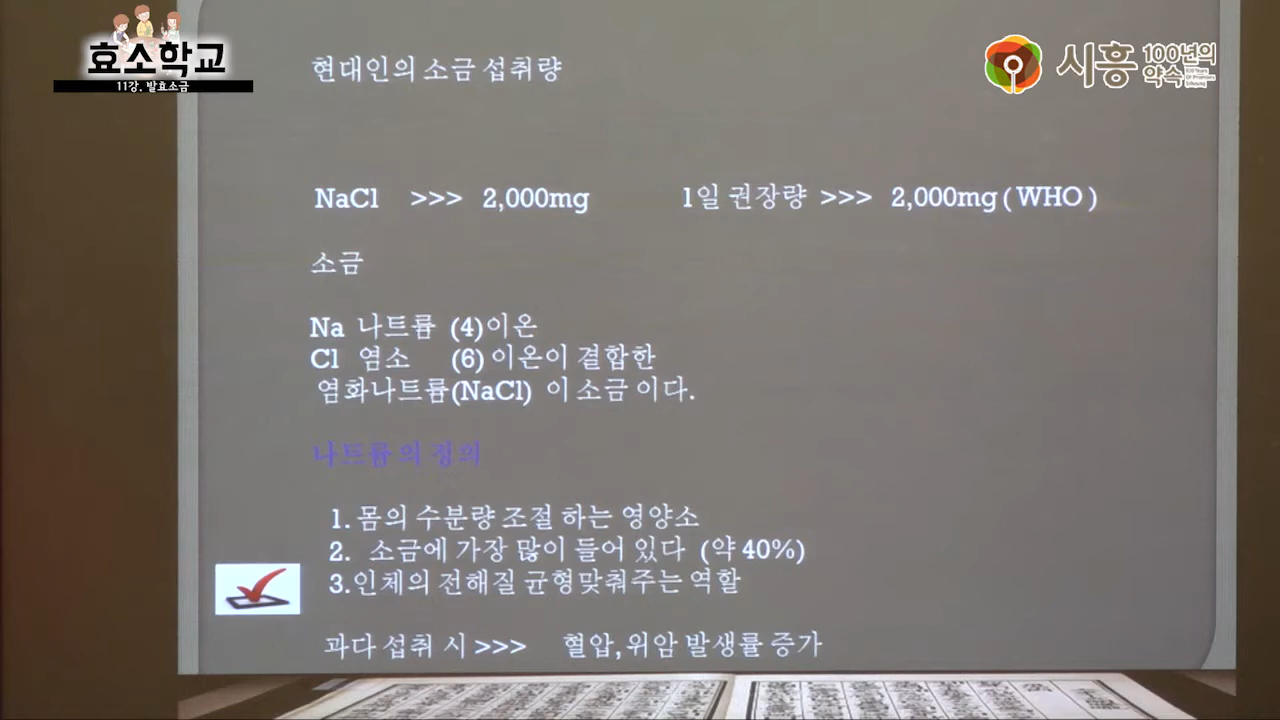 효소학교
11강. 발효소금
시흥 100년의 약속
현대인의 소금 섭취량
NaCl >>> 2,000mg 1일 권장량 >>> 2,000mg ( WHO )
소금
Na 나트륨 (4)이온
Cl 염소 (6) 이온이 결합한
염화나트륨(NaCl) 이 소금 이다.
나트륨의 정의
1. 몸의 수분량 조절 하는 영양소
2. 소금에 가장 많이 들어 있다 (약 40%)
3.인체의 전해질 균형맞춰주는 역할
과다 섭취 시 >>> 혈압,위암 발생률 증가